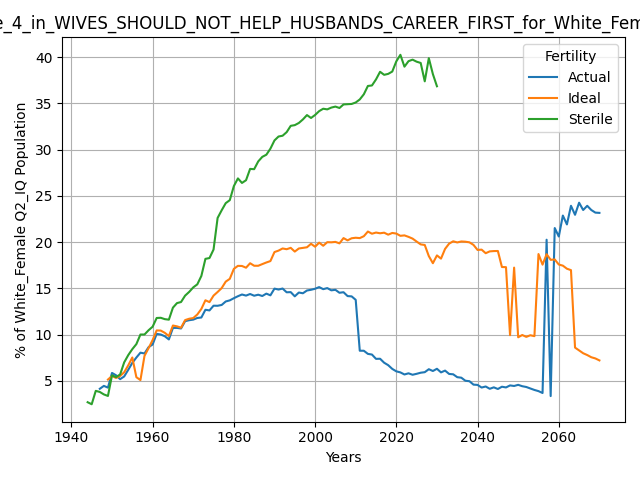 e_4_in_WIVES_SHOULD_NOT_HELP_HUSBANDS_CAREER_FIRST_for_White_Fem
Fertility
Actual
Ideal
Sterile
% of White_Female Q2_IQ Population
40
35
30
25
20
15
10
5
1940 1960 1980 2000 2020 2040 2060
Years